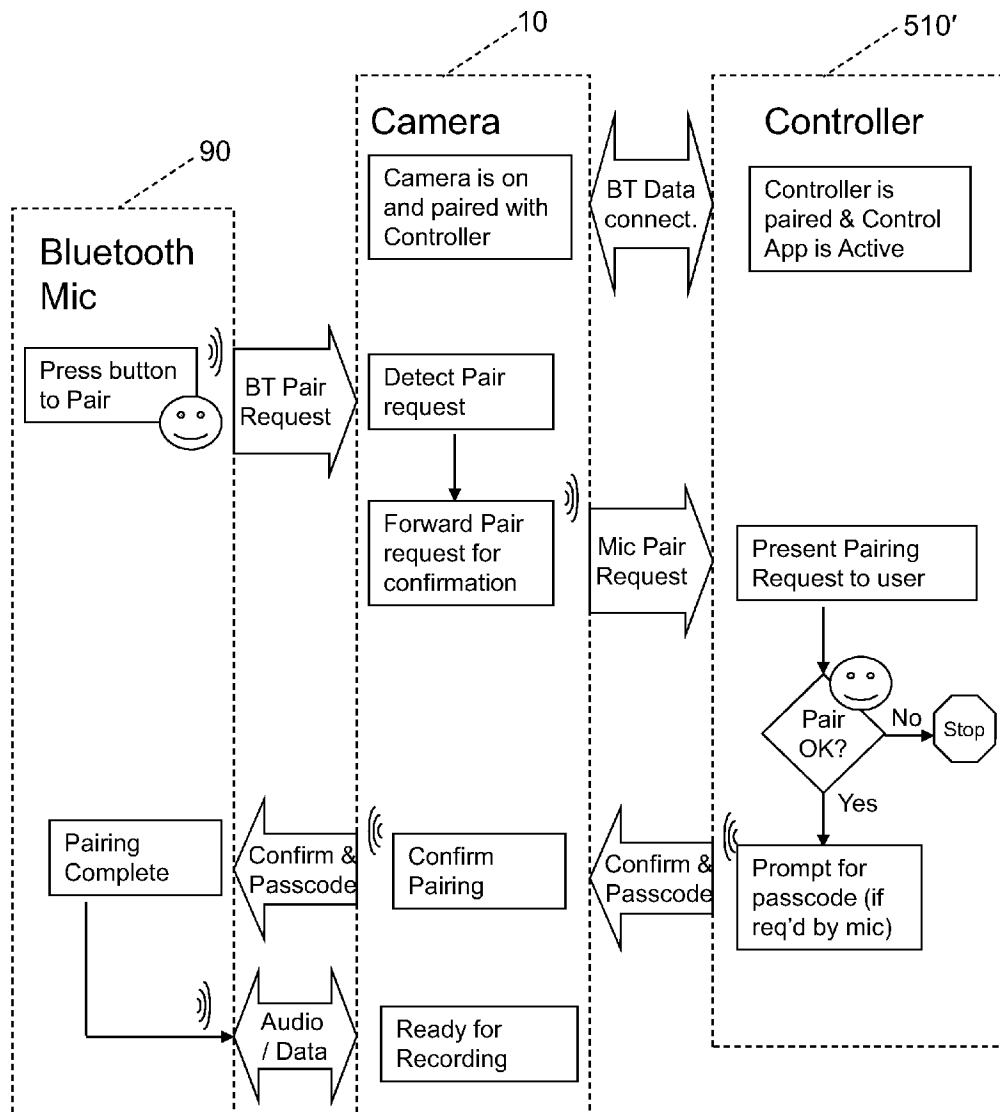 10
510′
90
Camera
Controller
Camera is on
and paired with
Controller
BT Data
connect.
Controller is
paired & Control
App is Active
Bluetooth
Mic
Press button
to Pair
BT Pair
Request
Detect Pair
request
Forward Pair
request for
confirmation
Mic Pair
Request
Present Pairing
Request to user
Pair
OK?
No
Stop
Yes
Pairing
Complete
Confirm &
Passcode
Confirm
Pairing
Confirm &
Passcode
Prompt for
passcode (if
req'd by mic)
Audio
/ Data
Ready for
Recording